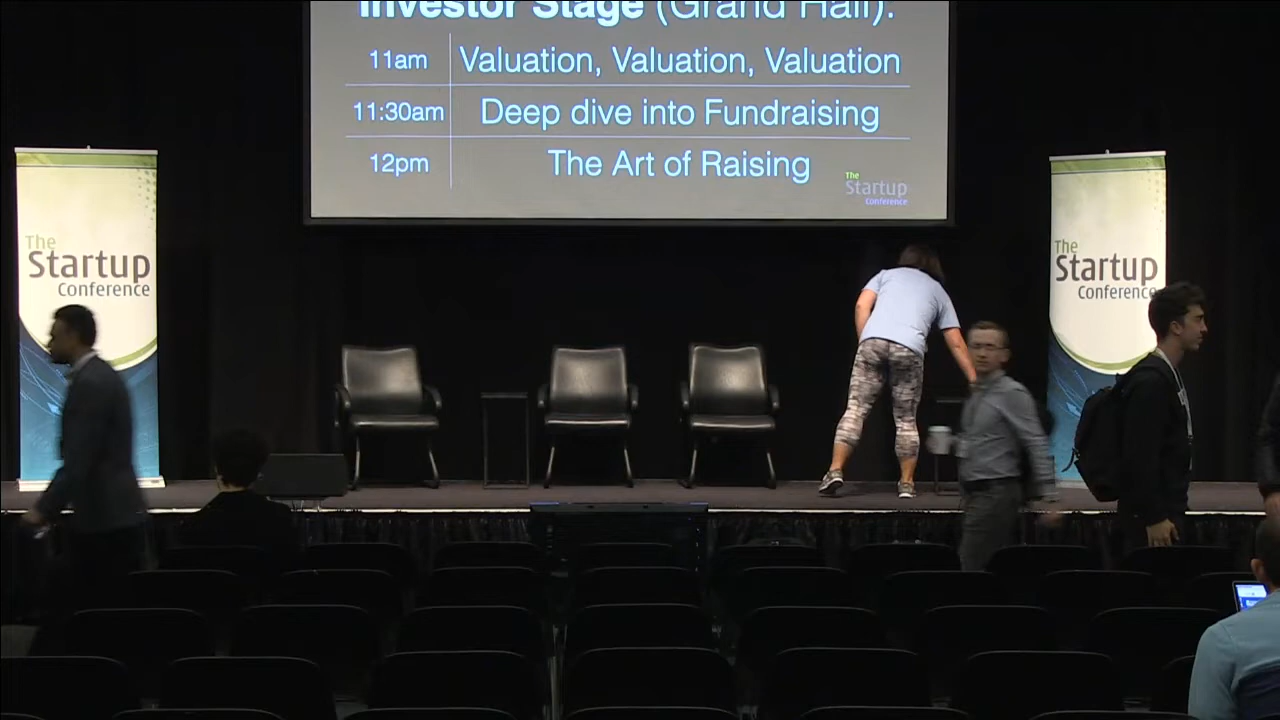 Investor Stage (Grand Hall):
11am Valuation, Valuation, Valuation
11:30am Deep dive into Fundraising
12pm The Art of Raising
The
Startup
Conference
The
Startup
Conference
The
Startup
Conference